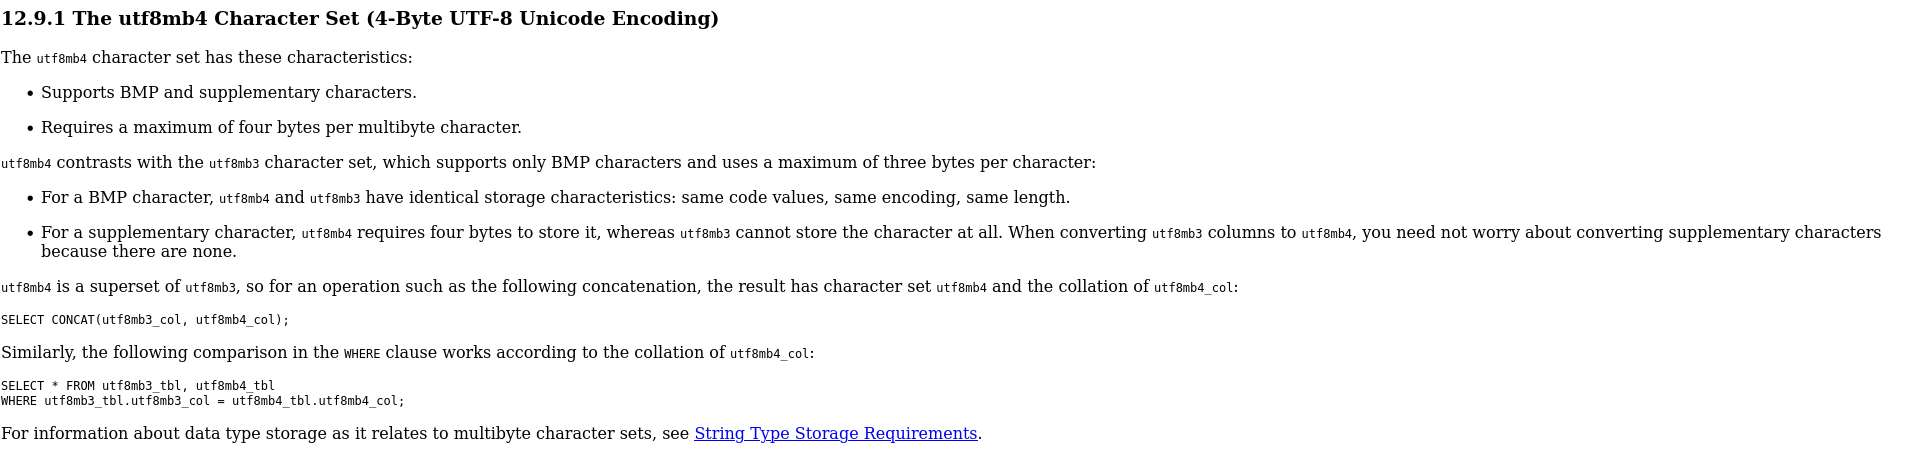 12.9.1 The utf8mb4 Character Set (4-Byte UTF-8 Unicode Encoding)
The utf8mb4 character set has these characteristics:
• Supports BMP and supplementary characters.
• Requires a maximum of four bytes per multibyte character.
utf8mb4 contrasts with the utf8mb3 character set, which supports only BMP characters and uses a maximum of three bytes per character:
• For a BMP character, utf8mb4 and utf8mb3 have identical storage characteristics: same code values, same encoding, same length.
• For a supplementary character, utf8mb4 requires four bytes to store it, whereas utf8mb3 cannot store the character at all. When converting utf8mb3 columns to utf8mb4, you need not worry about converting supplementary characters
because there are none.
utf8mb4 is a superset of utf8mb3, so for an operation such as the following concatenation, the result has character set utf8mb4 and the collation of utf8mb4_col:
SELECT CONCAT(utf8mb3_col, utf8mb4_col);
Similarly, the following comparison in the WHERE clause works according to the collation of utf8mb4_col:
SELECT * FROM utf8mb3_tbl, utf8mb4_tbl
WHERE utf8mb3_tbl.utf8mb3_col = utf8mb4_tbl.utf8mb4_col;
For information about data type storage as it relates to multibyte character sets, see String Type Storage Requirements.